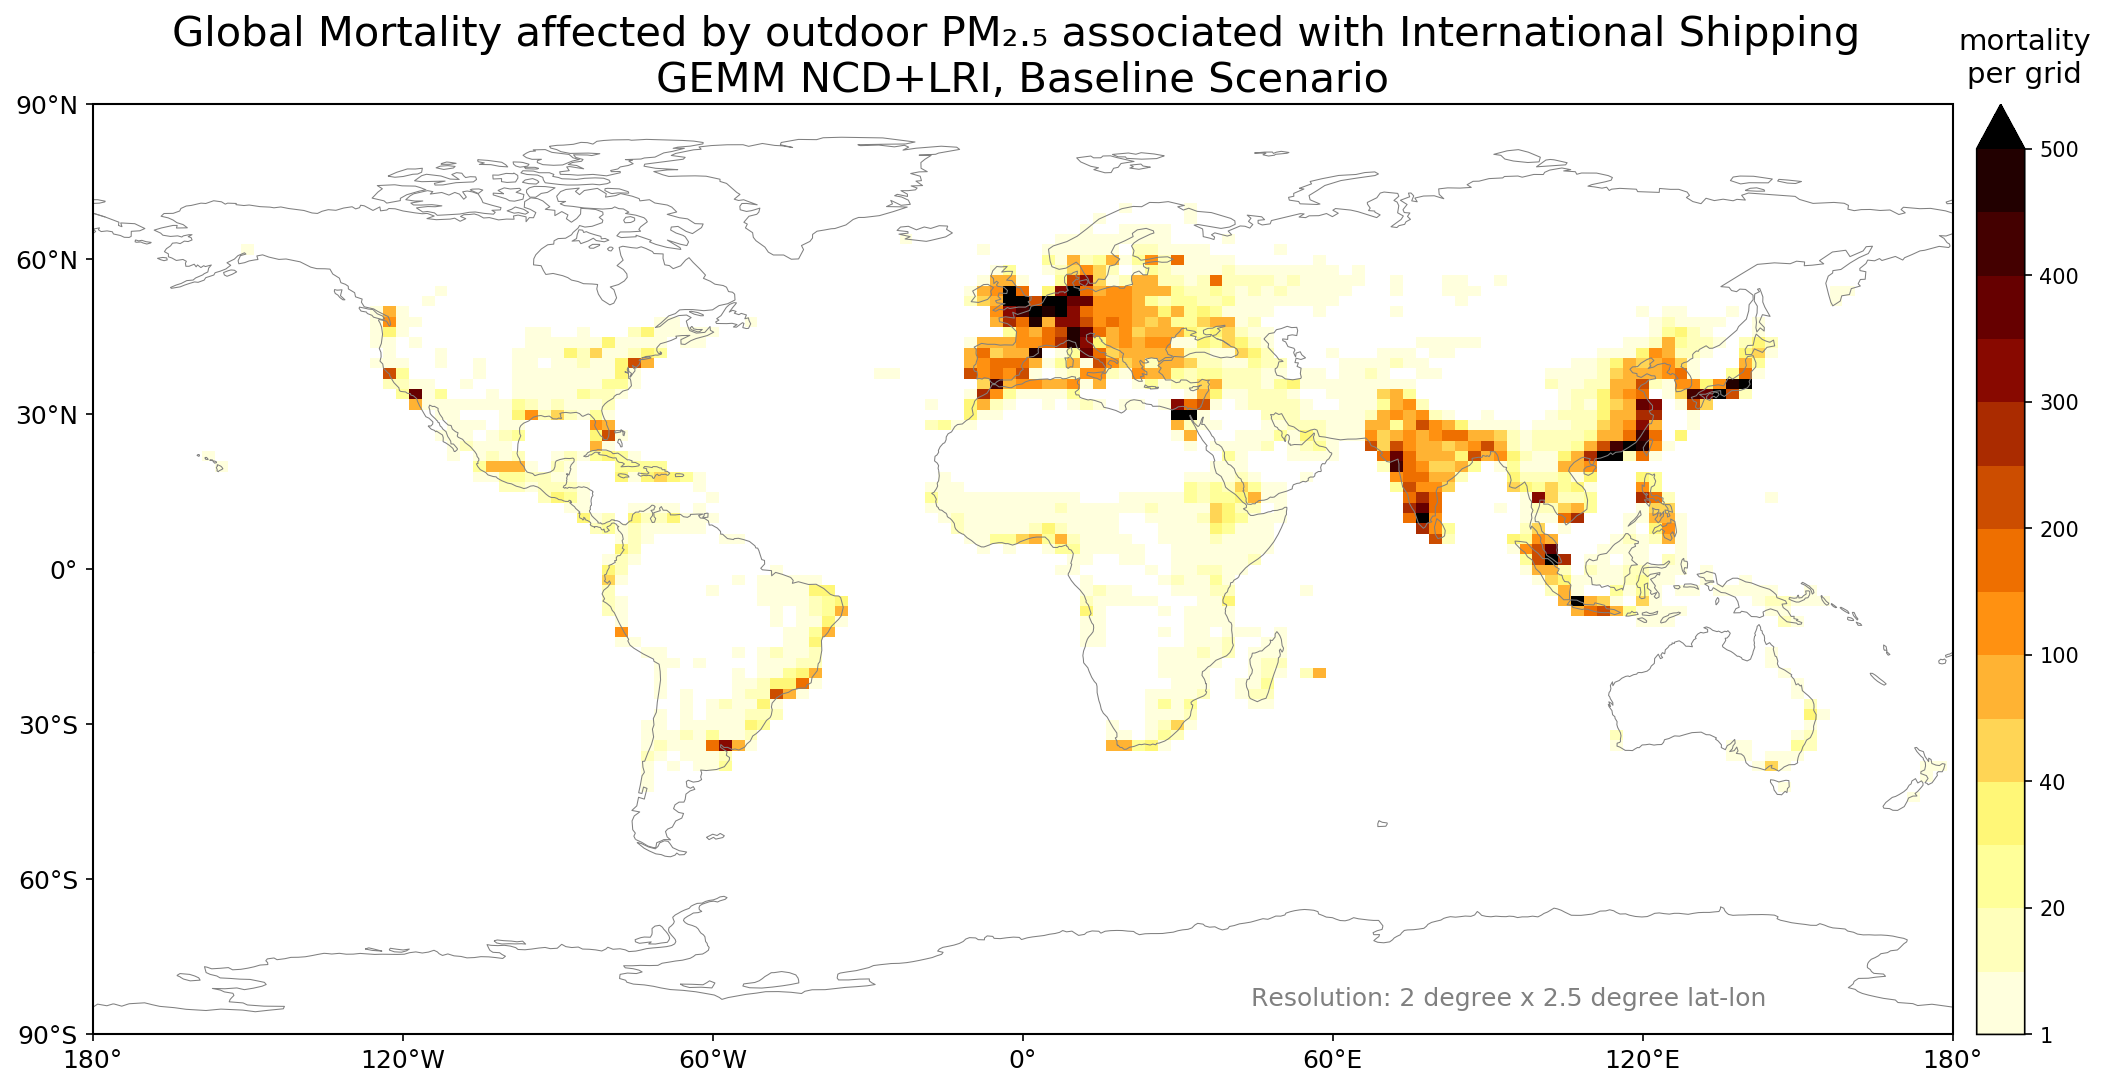 Global Mortality affected by outdoor PM₂.₅ associated with International Shipping
GEMM NCD+LRI, Baseline Scenario
mortality
per grid
90°N
60°N
30°N
0°
30°S
60°S
90°S
180°
120°W
60°W
0°
60°E
120°E
180°
500
400
300
200
100
40
20
1
Resolution: 2 degree x 2.5 degree lat-lon